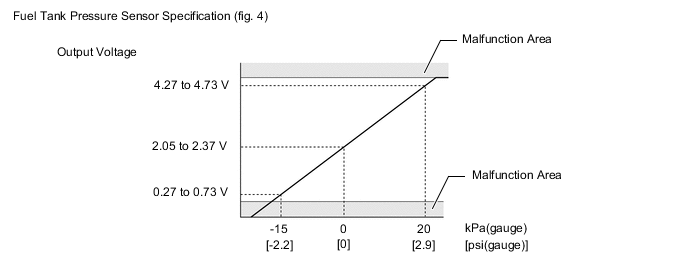 Fuel Tank Pressure Sensor Specification (fig. 4)
Malfunction Area
Output Voltage
4.27 to 4.73 V
2.05 to 2.37 V
Malfunction Area
0.27 to 0.73 V
-15 0 20 kPa(gauge)
[-2.2] [0] [2.9] [psi(gauge)]